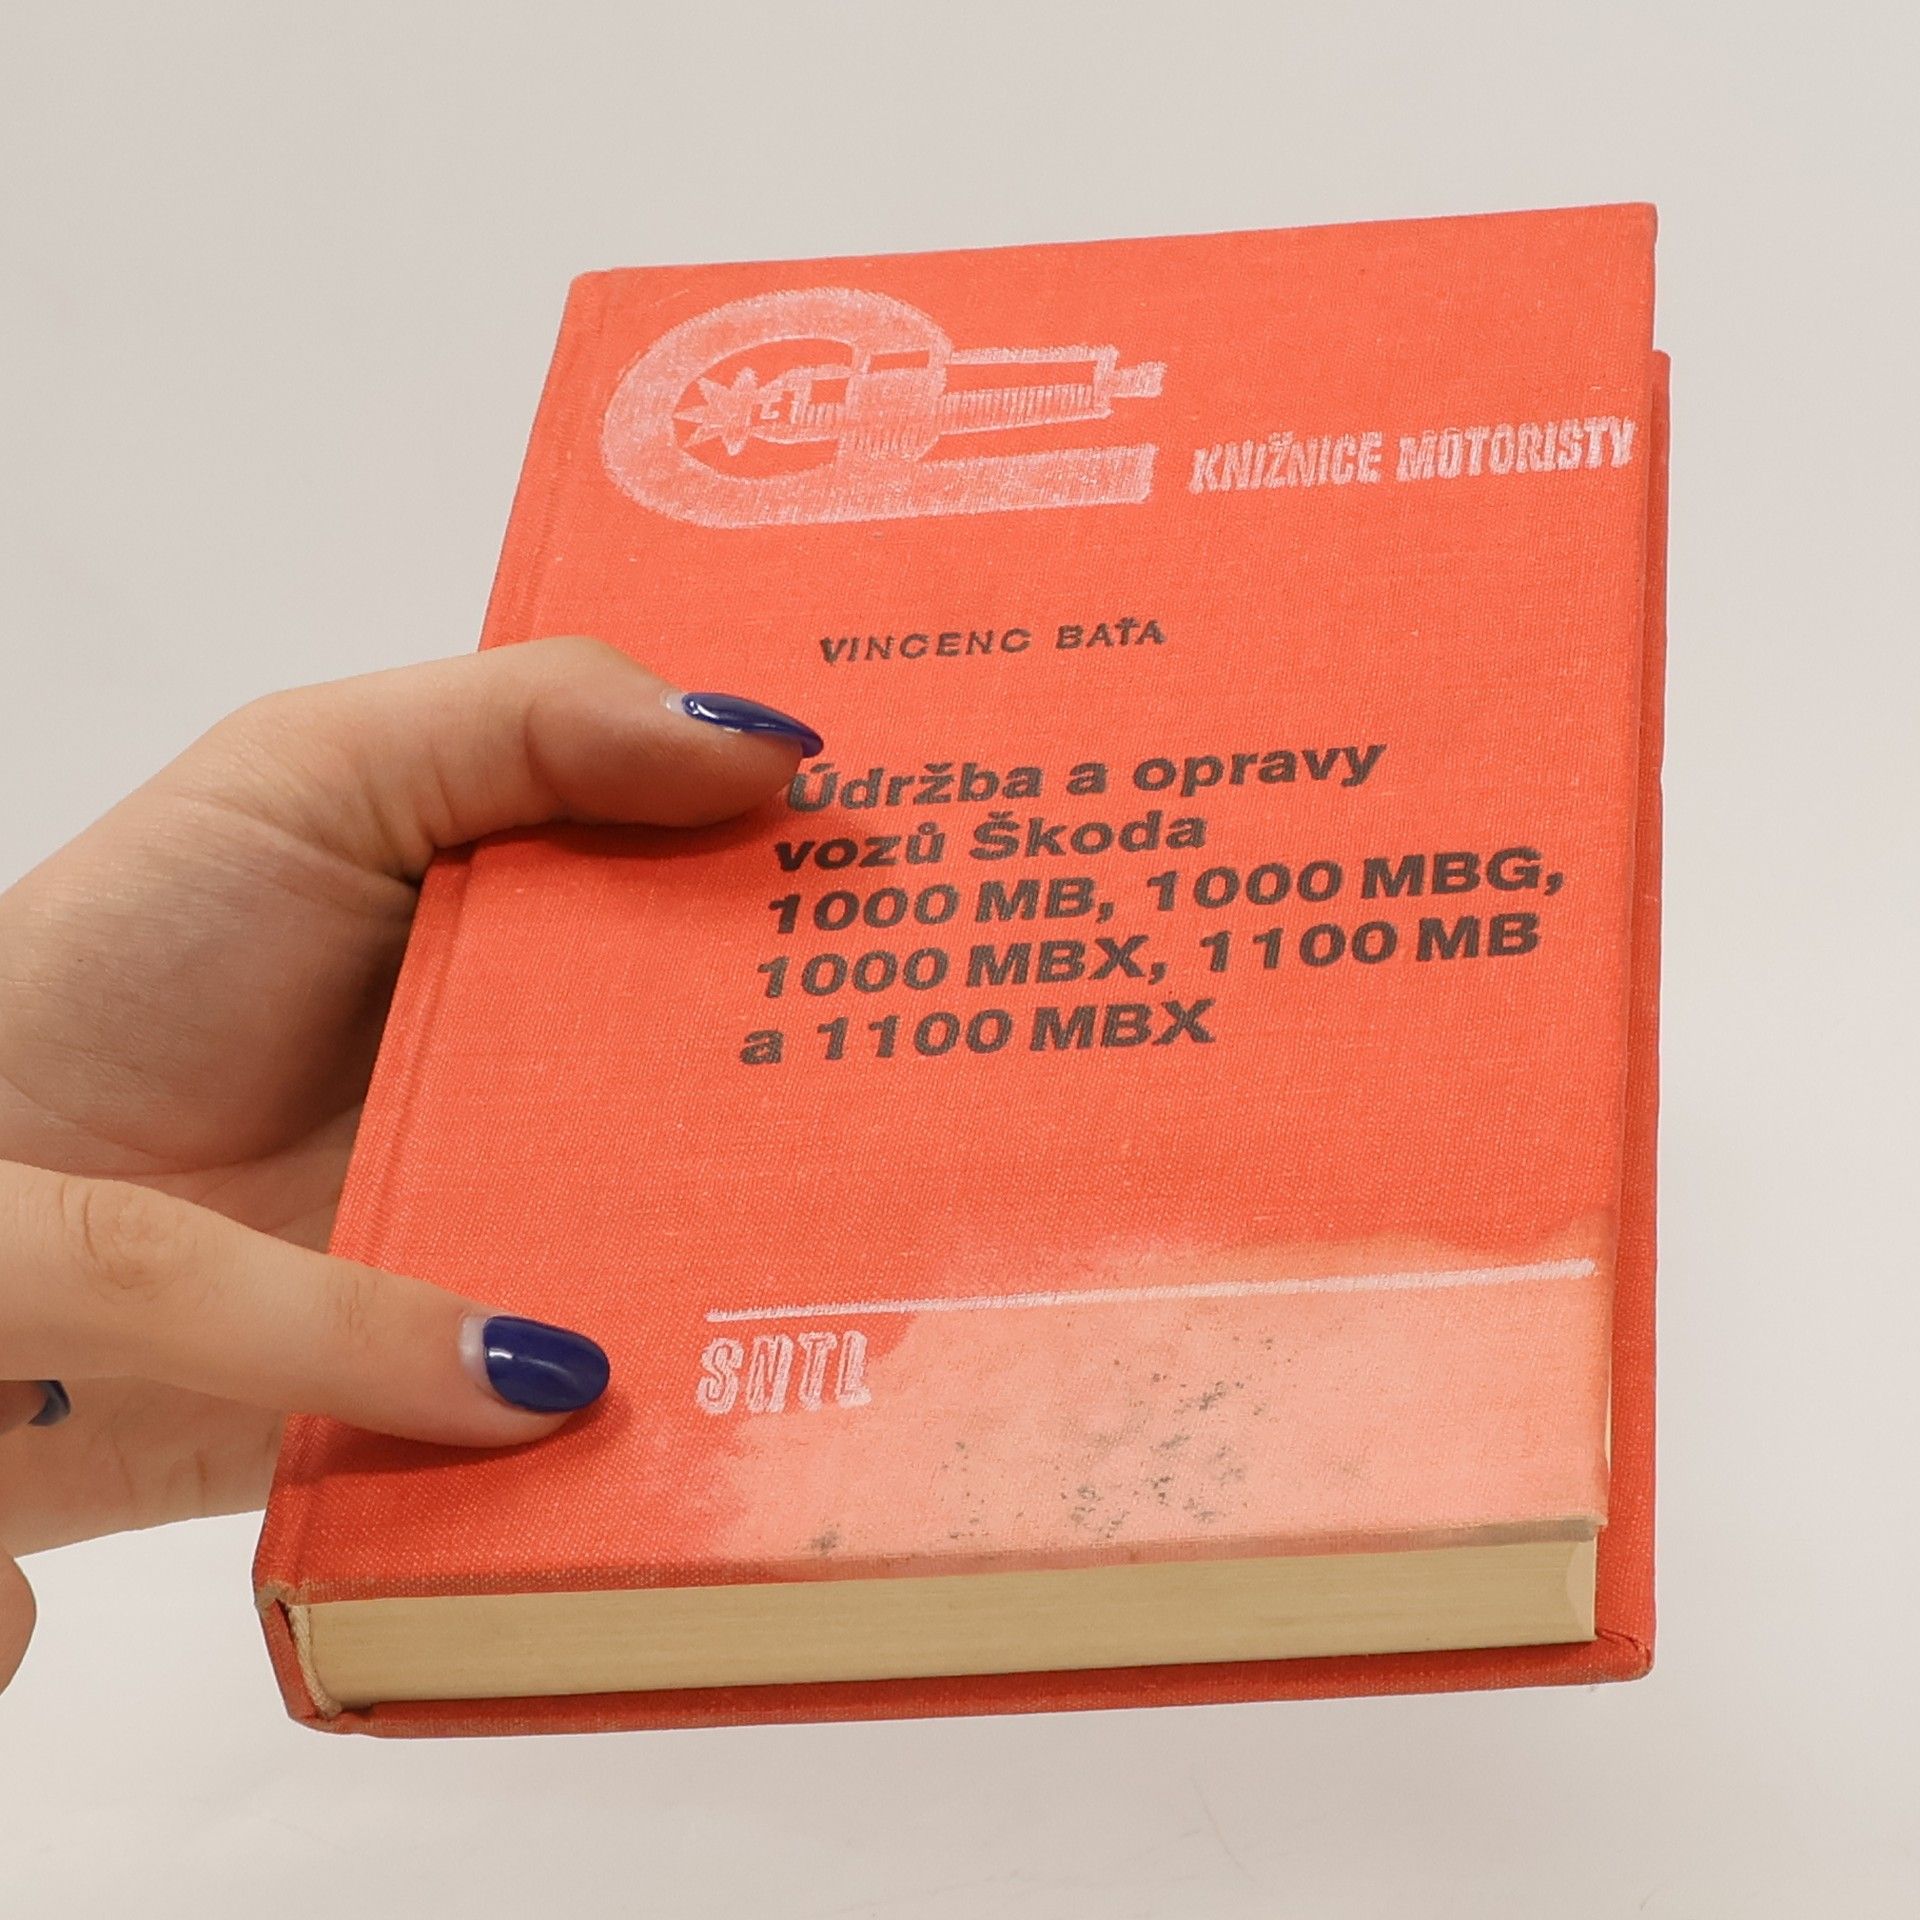 KNIŽNICE MOTORISTY
VINCENC BAŤA
Údržba a opravy
vozů Škoda
1000 MB, 1000 MBG,
1000 MBX, 1100 MB
a 1100 MBX
SNTL